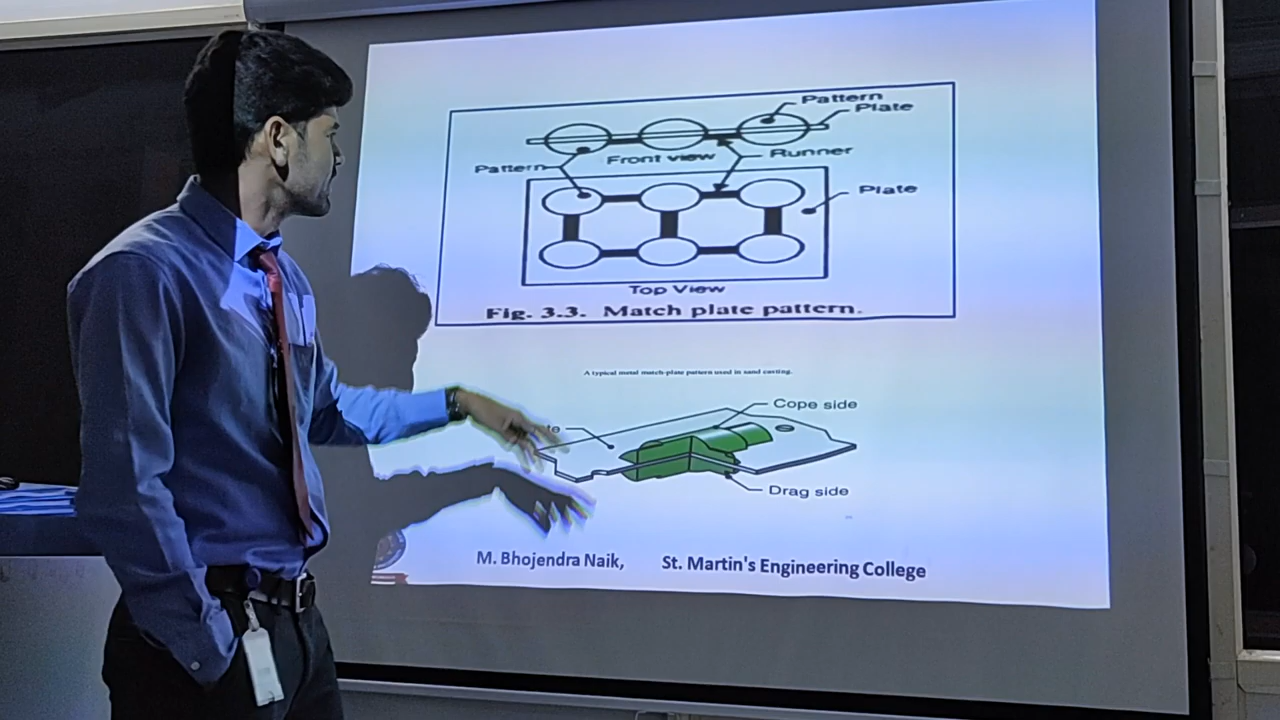 Pattern
Plate
Pattern
Front view
Runner
Plate
Top View
Fig. 3.3. Match plate pattern.
A typical metal match-plate pattern used in sand casting.
Cope side
te
Drag side
M. Bhojendra Naik, St. Martin's Engineering College